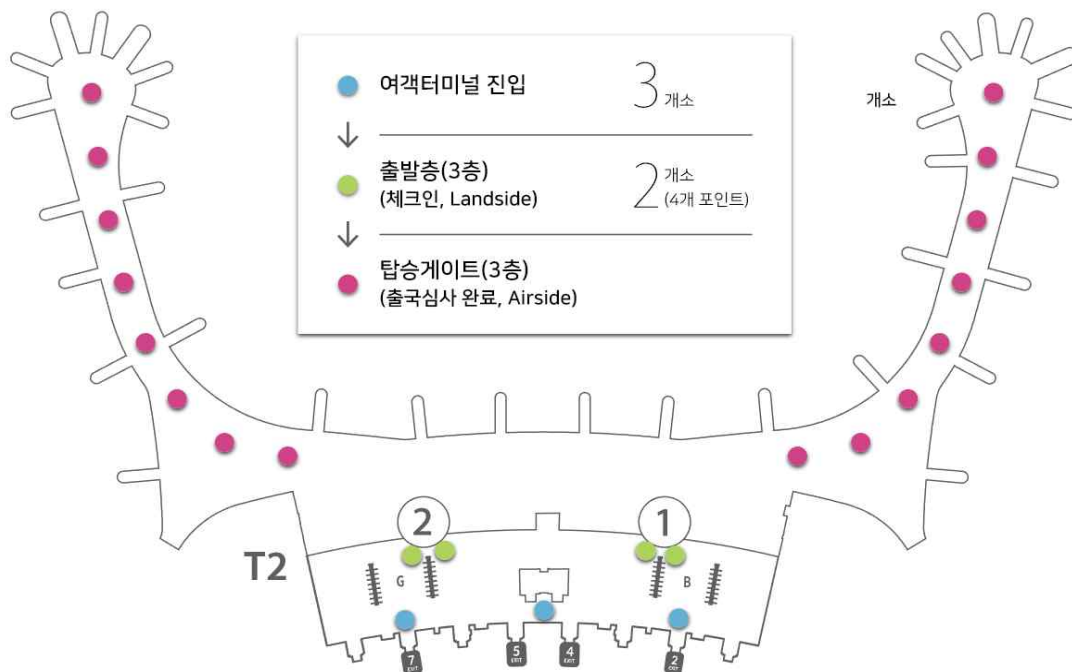 여객터미널 진입
3 개소
개소
출발층(3층)
(체크인, Landside)
2 개소
(4개 포인트)
탑승게이트(3층)
(출국심사 완료, Airside)
2
1
T2
G
B
7
EXIT
5
EXIT
4
EXIT
2
EXIT